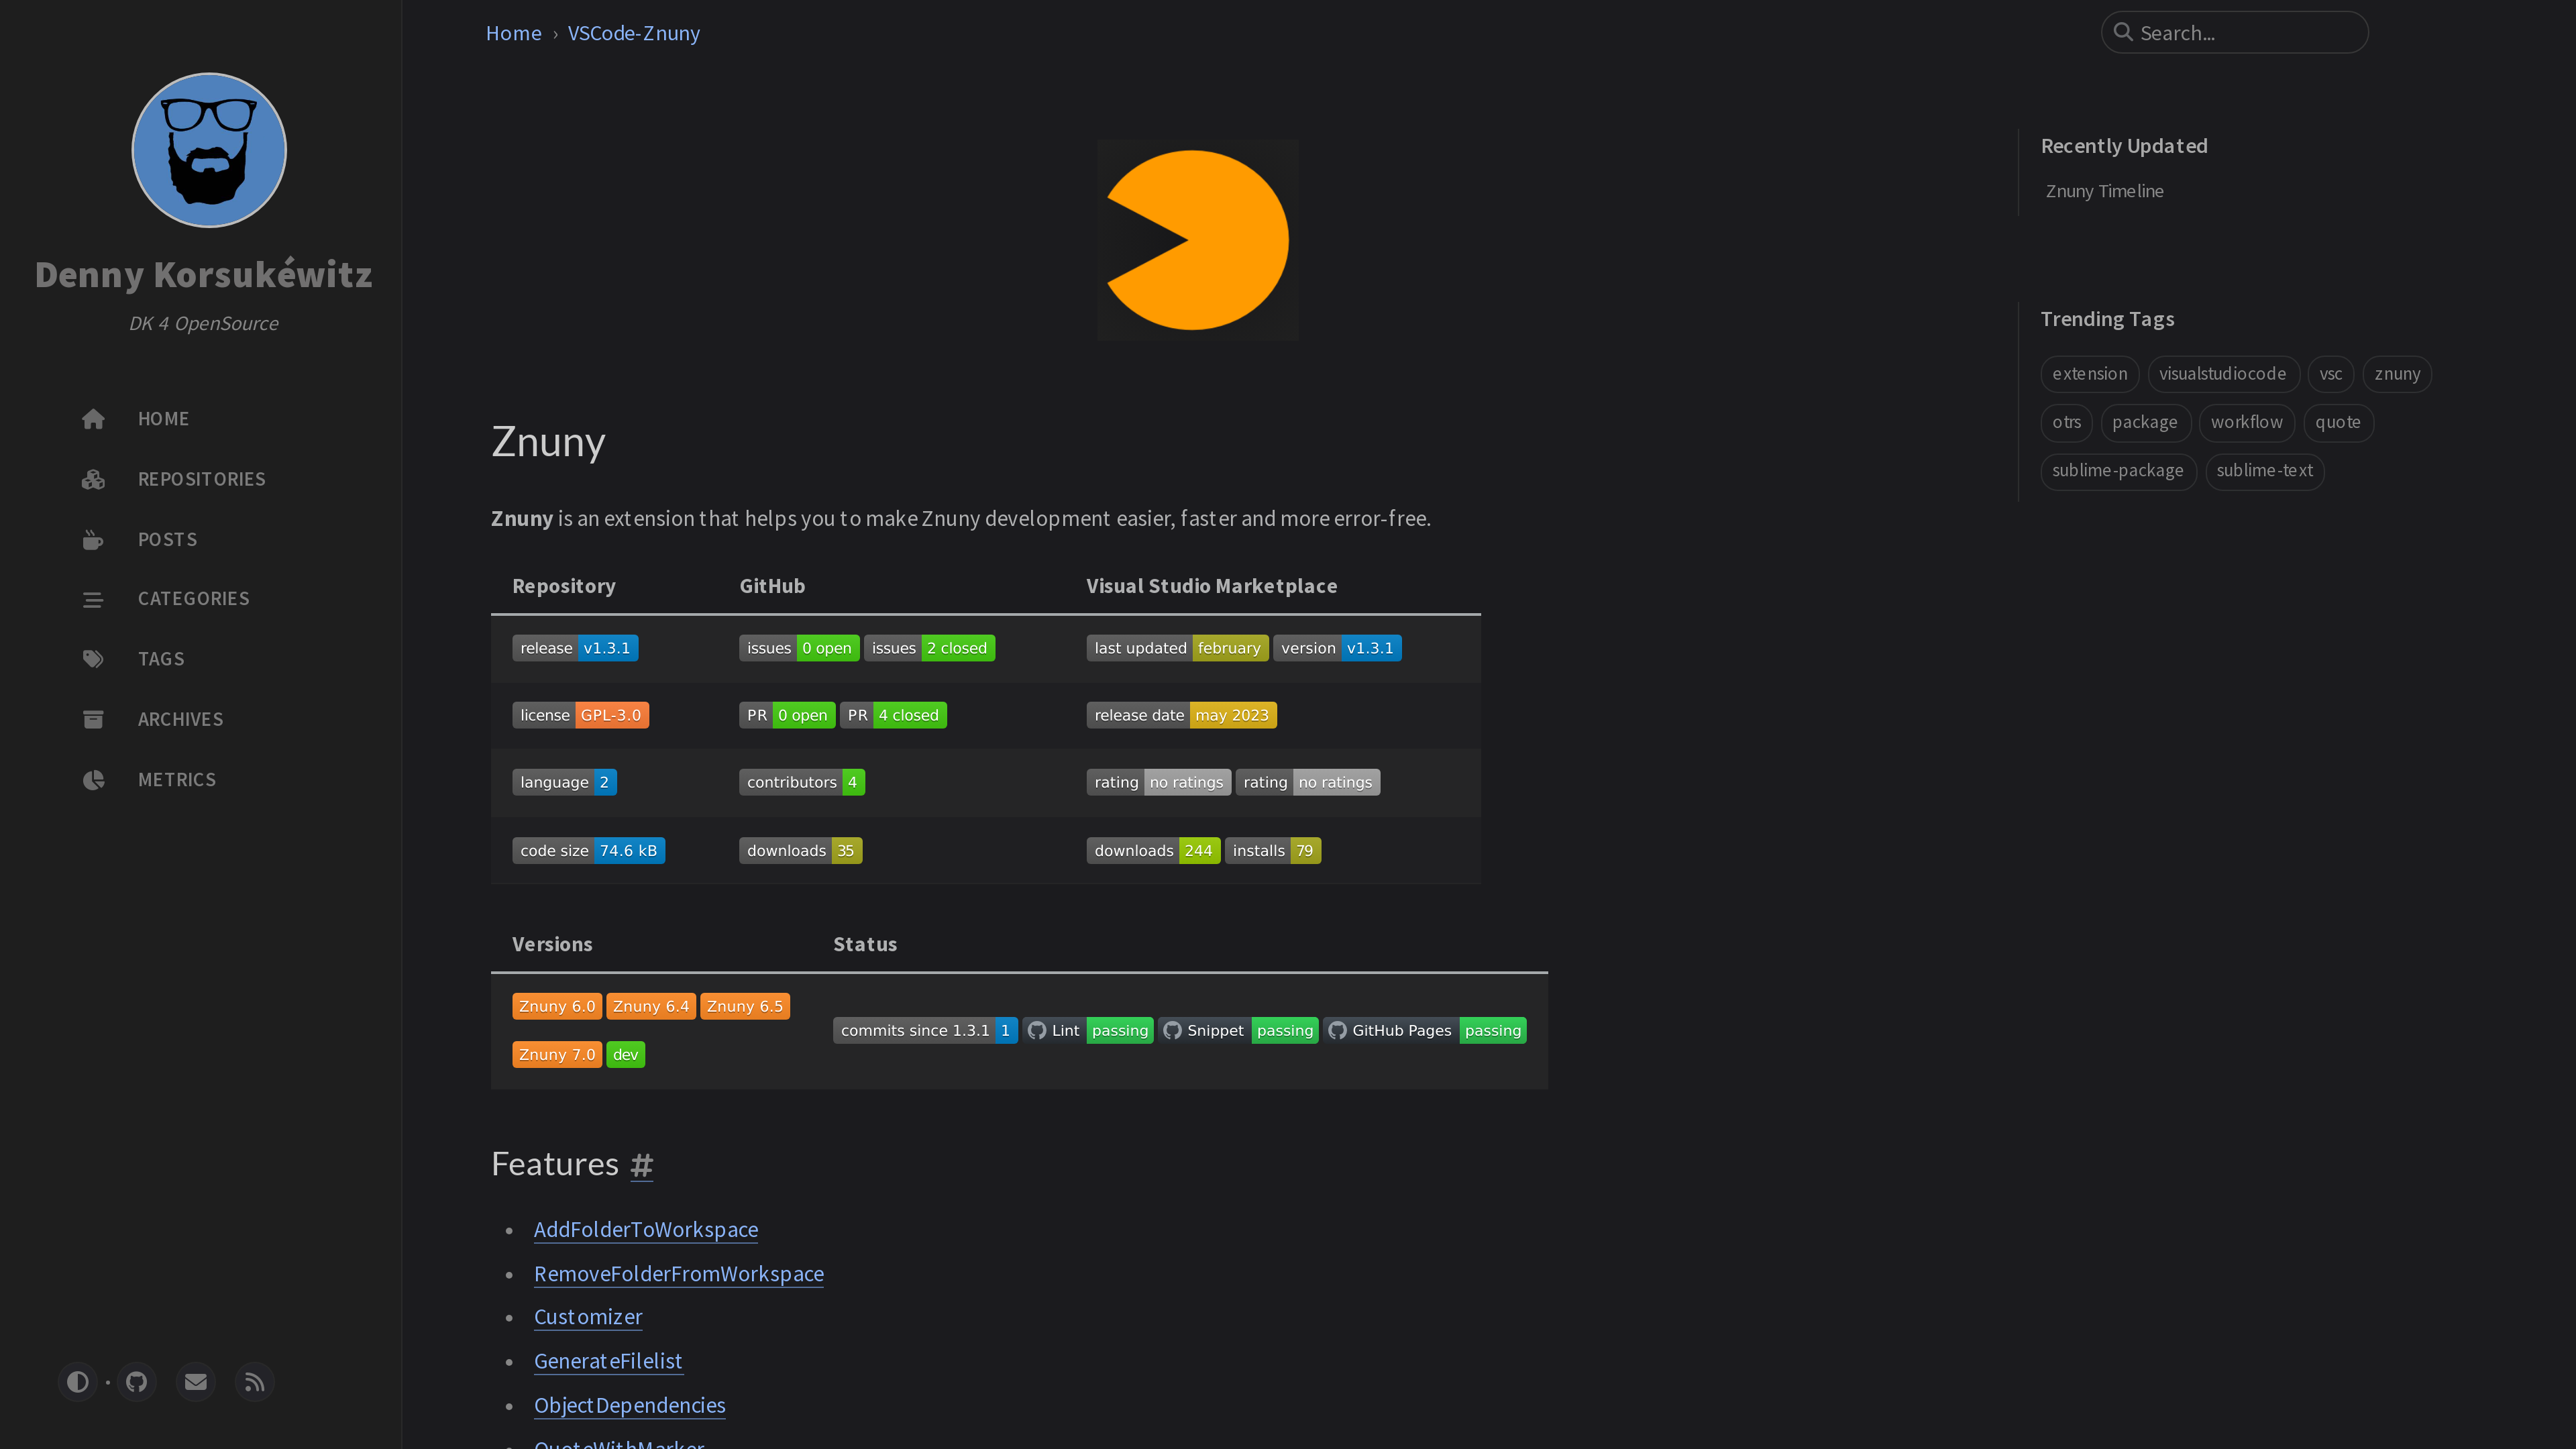 Denny Korsukéwitz
DK 4 OpenSource
HOME
REPOSITORIES
POSTS
CATEGORIES
TAGS
ARCHIVES
METRICS
Home › VSCode-Znuny
Search...
Znuny
Znuny is an extension that helps you to make Znuny development easier, faster and more error-free.
Repository GitHub Visual Studio Marketplace
release v1.3.1 issues 0 open issues 2 closed last updated february version v1.3.1
license GPL-3.0 PR 0 open PR 4 closed release date may 2023
language 2 contributors 4 rating no ratings rating no ratings
code size 74.6 kB downloads 35 downloads 244 installs 79
Versions Status
Znuny 6.0 Znuny 6.4 Znuny 6.5
commits since 1.3.1 1 Lint passing Snippet passing GitHub Pages passing
Znuny 7.0 dev
Features #
AddFolderToWorkspace
RemoveFolderFromWorkspace
Customizer
GenerateFilelist
ObjectDependencies
QuoteWithMarker
Recently Updated
Znuny Timeline
Trending Tags
extension visualstudiocode vsc znuny
otrs package workflow quote
sublime-package sublime-text